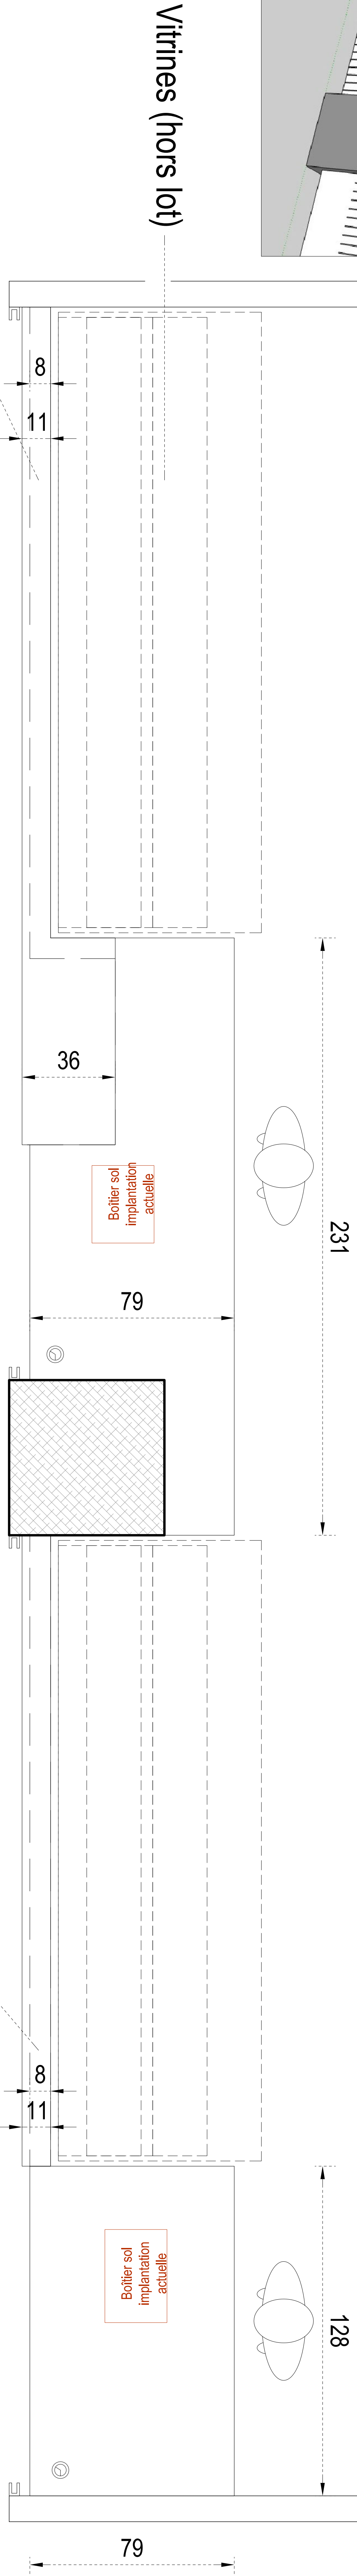 Vitrines (hors lot)
8
11
36
Boîtier sol
implantation
actuelle
79
231
8
11
Boîtier sol
implantation
actuelle
128
79